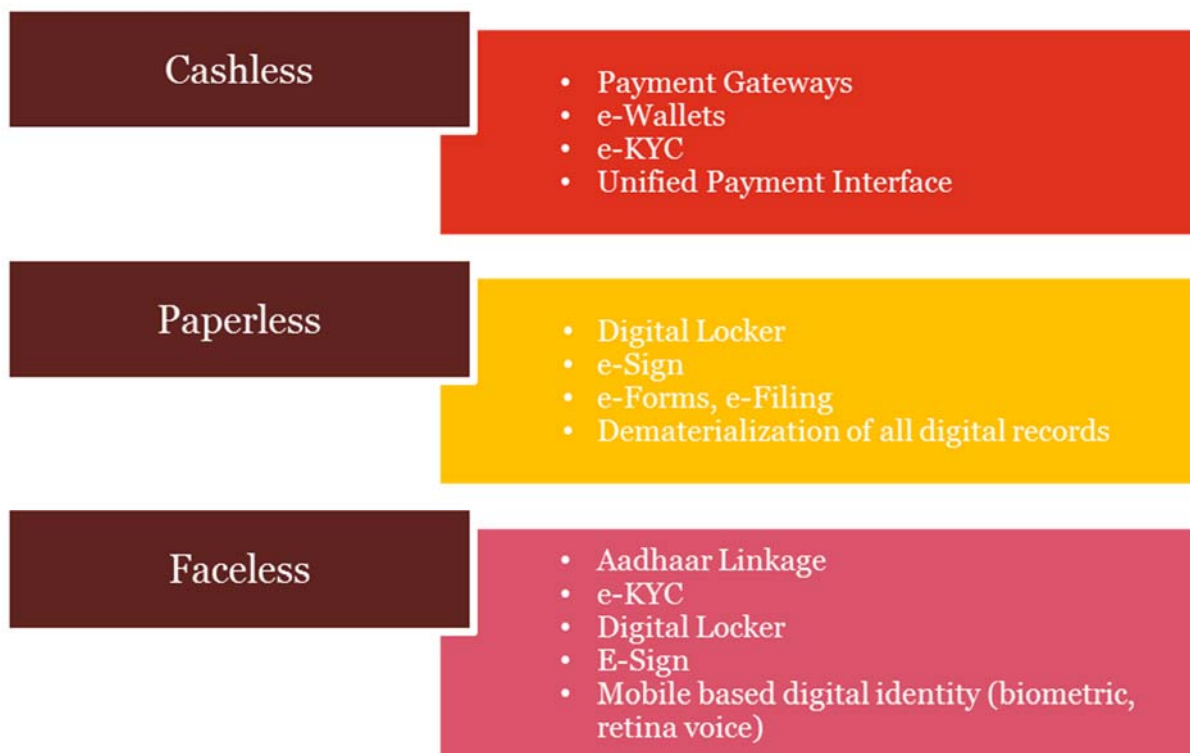 Cashless
• Payment Gateways
• e-Wallets
• e-KYC
• Unified Payment Interface
Paperless
• Digital Locker
• e-Sign
• e-Forms, e-Filing
• Dematerialization of all digital records
Faceless
• Aadhaar Linkage
• e-KYC
• Digital Locker
• E-Sign
• Mobile based digital identity (biometric,
retina voice)